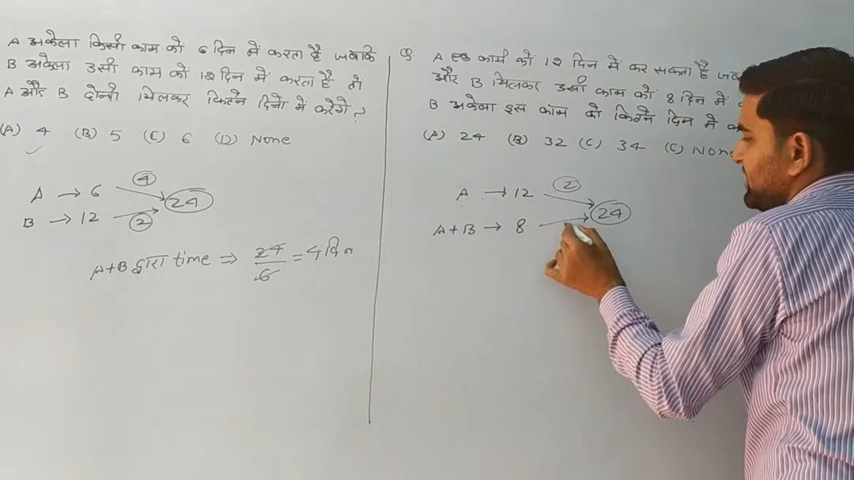 A अकेला किसी काम को 6 दिन में करता है जबकि
B अकेला उसी काम को 12 दिन में करता है तो
A और B दोनों मिलकर कितने दिनों में करेंगे?
(A) 4 (B) 5 (C) 6 (D) None
A → 6 4 24
B → 12 2
A+B द्वारा time ⇒ 24/6 = 4 दिन
Q. A कार्य को 12 दिन में कर सकता है
और B मिलकर उसी काम को 8 दिन में
B अकेला इस काम को कितने दिन में
(A) 24 (B) 32 (C) 34 (C) None
A → 12 2 24
A+B → 8